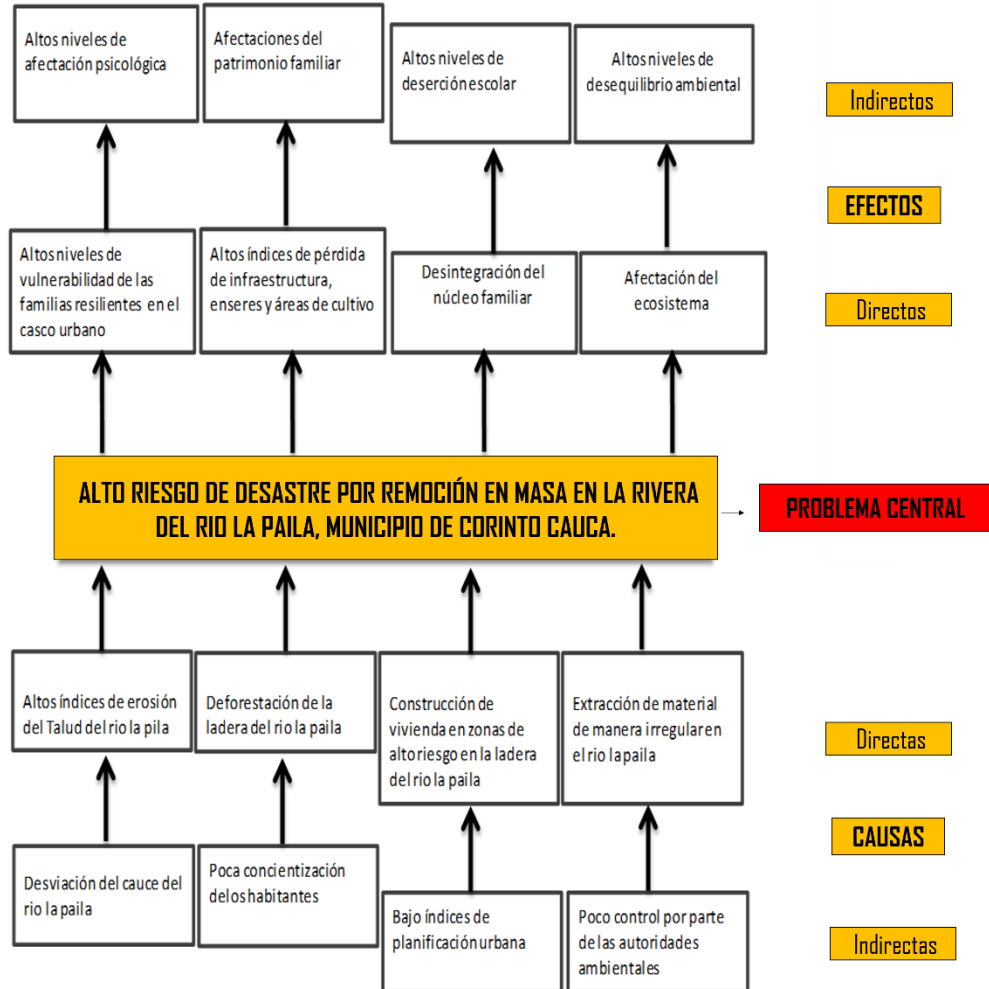 Altos niveles de
afectación psicológica
Afectaciones del
patrimonio familiar
Altos niveles de
deserción escolar
Altos niveles de
desequilibrio ambiental
Indirectos
EFECTOS
Altos niveles de
vulnerabilidad de las
familias resilientes en el
casco urbano
Altos índices de pérdida
de infraestructura,
enseres y áreas de cultivo
Desintegración del
núcleo familiar
Afectación del
ecosistema
Directos
ALTO RIESGO DE DESASTRE POR REMOCIÓN EN MASA EN LA RIVERA
DEL RIO LA PAILA, MUNICIPIO DE CORINTO CAUCA.
PROBLEMA CENTRAL
Altos índices de erosión
del Talud del rio la pila
Deforestación de la
ladera del rio la paila
Construcción de
vivienda en zonas de
alto riesgo en la ladera
del rio la paila
Extracción de material
de manera irregular en
el rio la paila
Directas
CAUSAS
Desviación del cauce del
rio la paila
Poca concientización
delos habitantes
Bajo índices de
planificación urbana
Poco control por parte
de las autoridades
ambientales
Indirectas